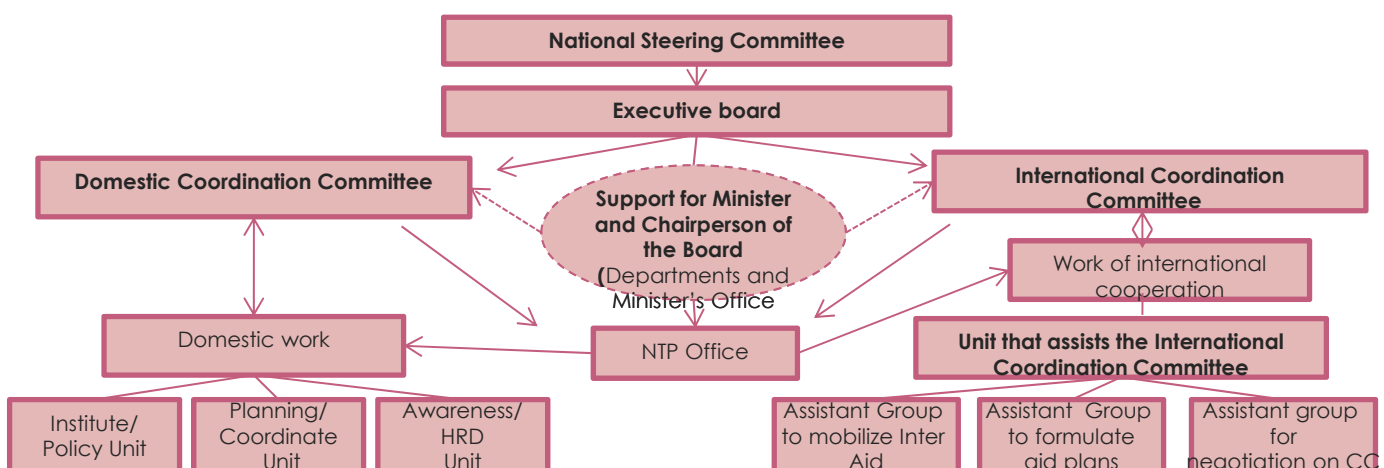 National Steering Committee
Executive board
Domestic Coordination Committee
Support for Minister
and Chairperson of
the Board
(Departments and
Minister's Office
International Coordination
Committee
Work of international
cooperation
Domestic work
NTP Office
Unit that assists the International
Coordination Committee
Institute/
Policy Unit
Planning/
Coordinate
Unit
Awareness/
HRD
Unit
Assistant Group
to mobilize Inter
Aid
Assistant Group
to formulate
aid plans
Assistant group
for
negotiation on CC